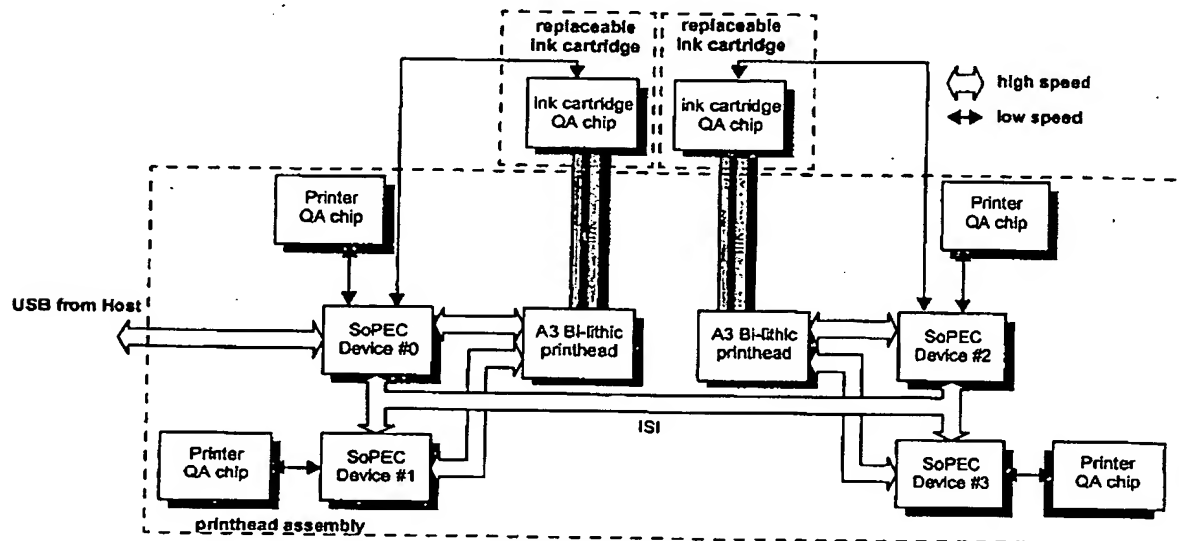 replaceable
ink cartridge
replaceable
ink cartridge
ink cartridge
QA chip
ink cartridge
QA chip
high speed
low speed
Printer
QA chip
Printer
QA chip
USB from Host
SoPEC
Device #0
A3 Bi-lithic
printhead
A3 Bi-lithic
printhead
SoPEC
Device #2
ISI
Printer
QA chip
SoPEC
Device #1
SoPEC
Device #3
Printer
QA chip
printhead assembly